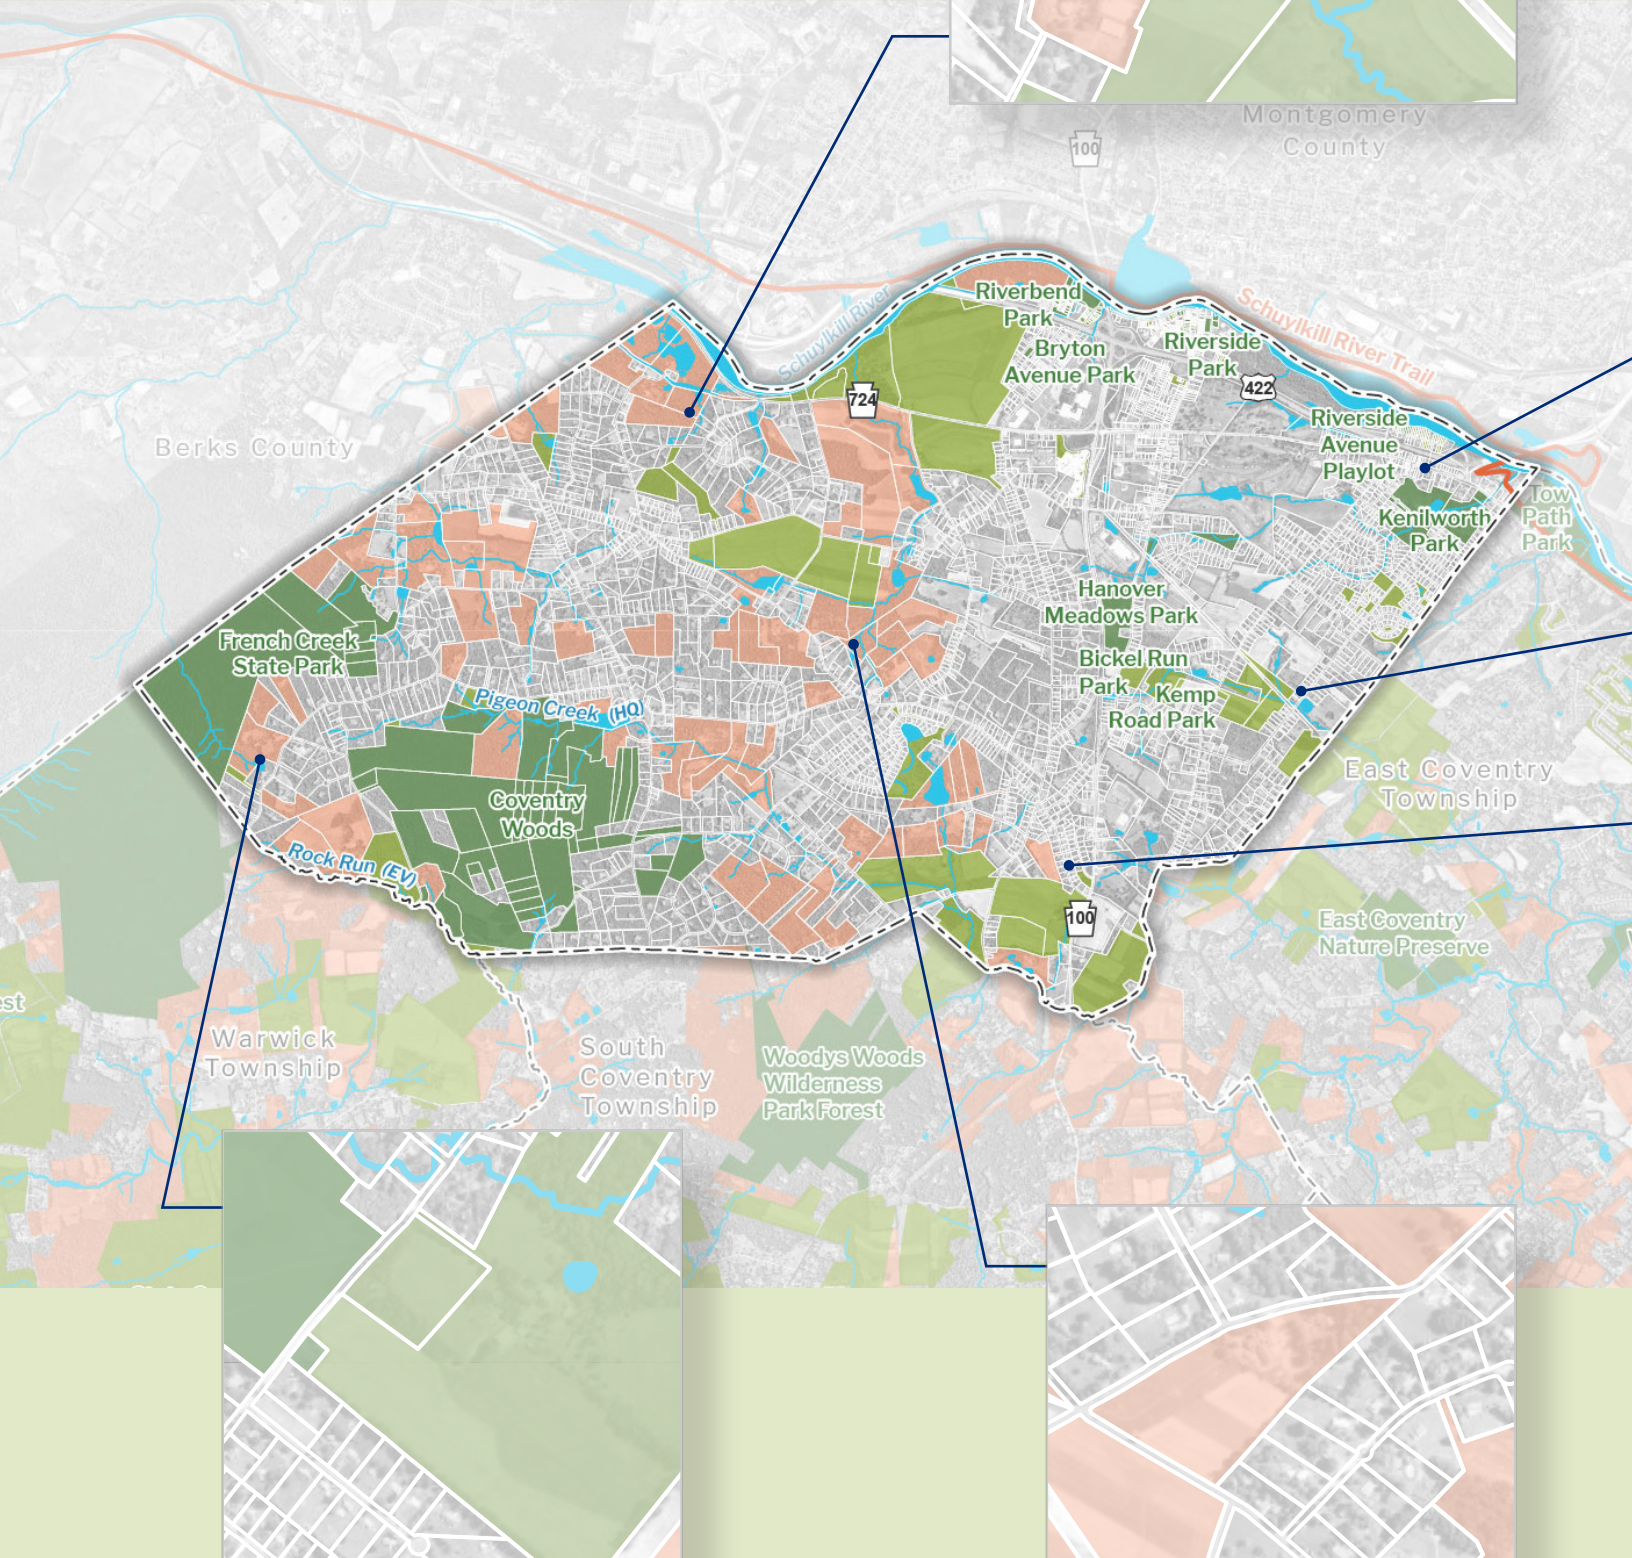 Montgomery
County
100
Schuylkill River
Schuylkill River Trail
Riverbend
Park
Bryton
Avenue Park
Riverside
Park
422
724
Riverside
Avenue
Playlot
Berks County
Kenilworth
Park
Tow
Path
Park
Hanover
Meadows Park
French Creek
State Park
Bickel Run
Park
Kemp
Road Park
Pigeon Creek (HQ)
East Coventry
Township
Coventry
Woods
Rock Run (EV)
100
East Coventry
Nature Preserve
est
Warwick
Township
South
Coventry
Township
Woodys Woods
Wilderness
Park Forest